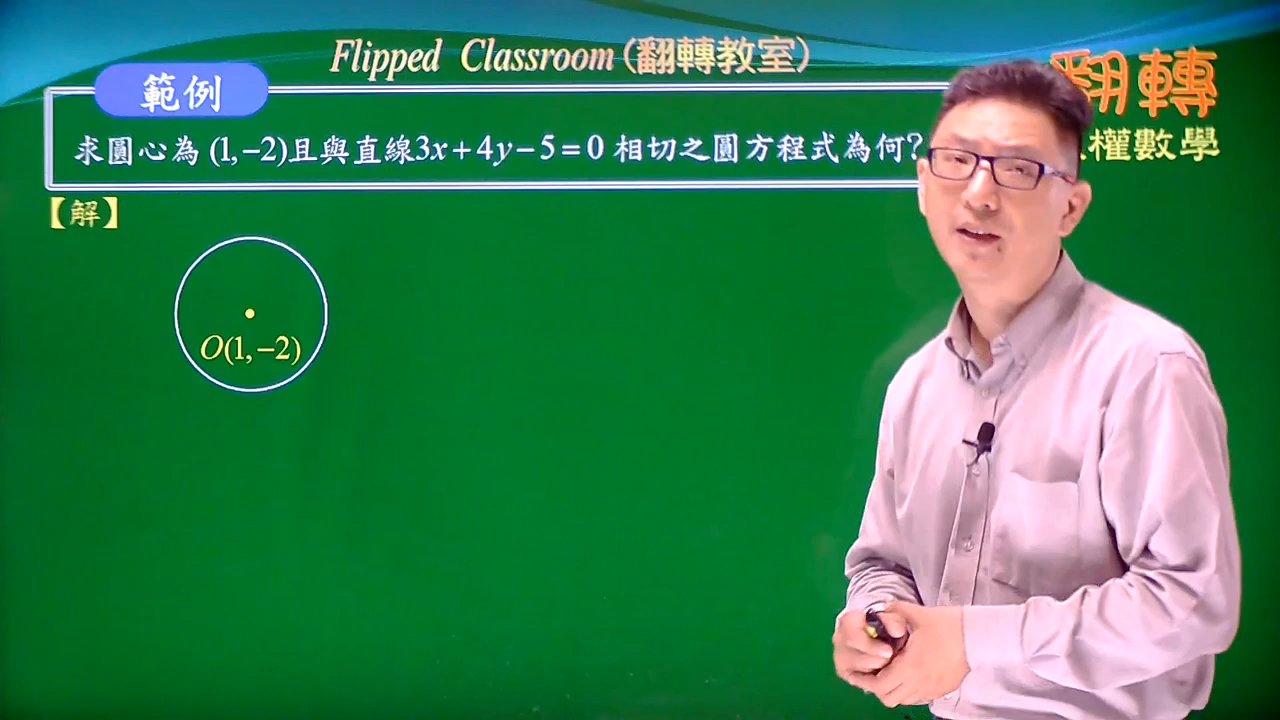 Flipped Classroom (翻轉教室)
翻轉
權數學
範例
求圓心為 (1,−2)且與直線3x+4y−5=0 相切之圓方程式為何?
【解】
O(1,−2)